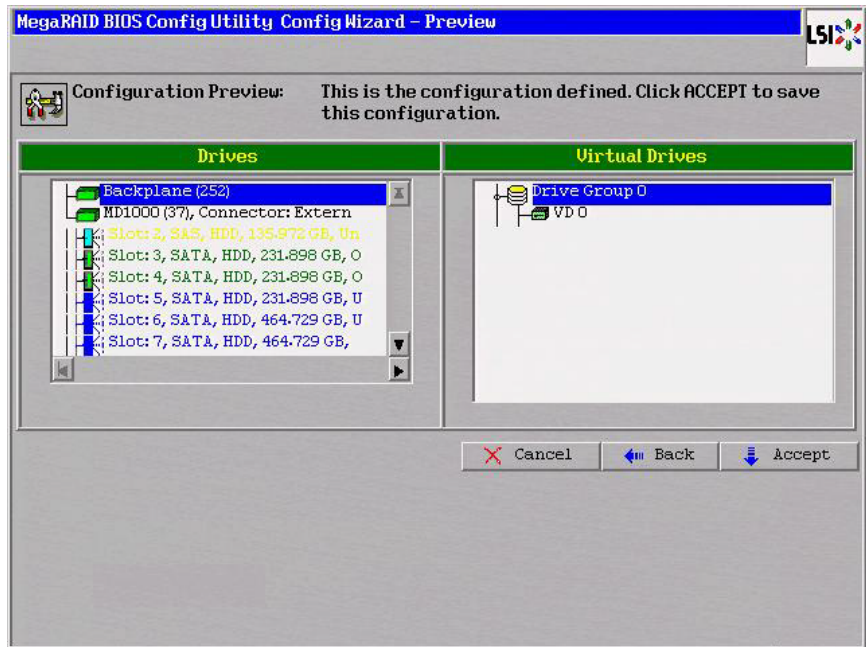 MegaRAID BIOS Config Utility Config Wizard – Preview
LSI
Configuration Preview: This is the configuration defined. Click ACCEPT to save
this configuration.
Drives
Backplane (252)
MD1000 (37), Connector: Extern
Slot: 2, SAS, HDD, 135.972 GB, Un
Slot: 3, SATA, HDD, 231.898 GB, O
Slot: 4, SATA, HDD, 231.898 GB, O
Slot: 5, SATA, HDD, 231.898 GB, U
Slot: 6, SATA, HDD, 464.729 GB, U
Slot: 7, SATA, HDD, 464.729 GB,
Virtual Drives
Drive Group 0
VD 0
Cancel
Back
Accept